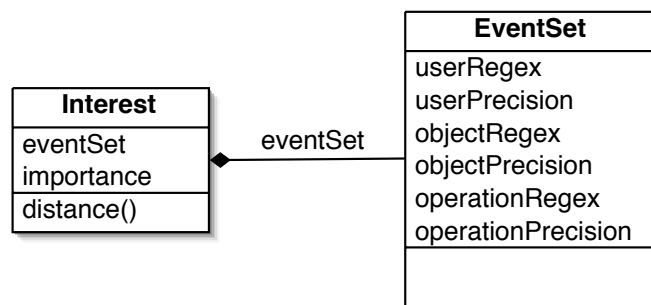 Interest
eventSet
importance
distance()
eventSet
EventSet
userRegex
userPrecision
objectRegex
objectPrecision
operationRegex
operationPrecision